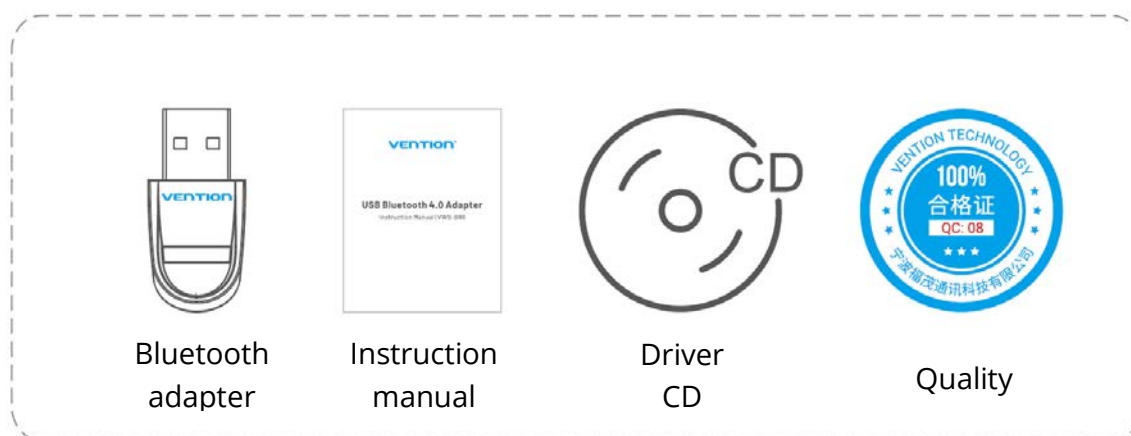 VENTION
VENTION
USB Bluetooth 4.0 Adapter
CD
VENTION TECHNOLOGY
100%
合格证
QC: 08
宁波福茂通讯科技有限公司
Bluetooth
adapter
Instruction
manual
Driver
CD
Quality